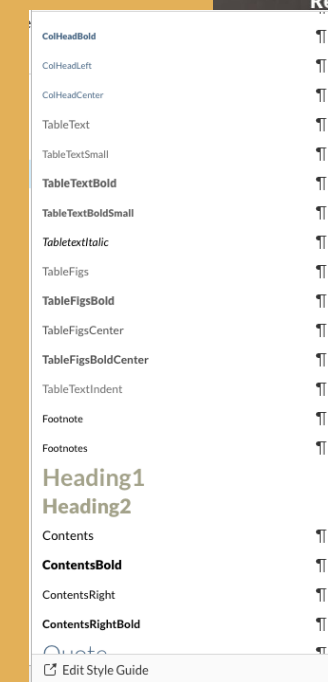 ColHeadBold ¶
ColHeadLeft ¶
ColHeadCenter ¶
TableText ¶
TableTextSmall ¶
TableTextBold ¶
TableTextBoldSmall ¶
TabletextItalic ¶
TableFigs ¶
TableFigsBold ¶
TableFigsCenter ¶
TableFigsBoldCenter ¶
TableTextIndent ¶
Footnote ¶
Footnotes ¶
Heading1
Heading2
Contents ¶
ContentsBold ¶
ContentsRight ¶
ContentsRightBold ¶
Quote ¶
Edit Style Guide